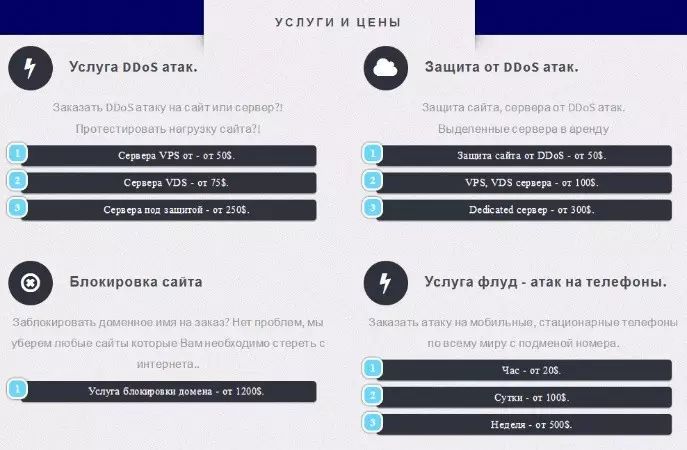 УСЛУГИ И ЦЕНЫ
Услуга DDoS атак.
Заказать DDoS атаку на сайт или сервер?!
Протестировать нагрузку сайта?!
1 Сервера VPS от - от 50$.
2 Сервера VDS - от 75$.
3 Сервера под защитой - от 250$.
Защита от DDoS атак.
Защита сайта, сервера от DDoS атак.
Выделенные сервера в аренду
1 Защита сайта от DDoS - от 50$.
2 VPS, VDS сервера - от 100$.
3 Dedicated сервер - от 300$.
Блокировка сайта
Заблокировать доменное имя на заказ? Нет проблем, мы
уберем любые сайты которые Вам необходимо стереть с
интернета..
1 Услуга блокировки домена - от 1200$.
Услуга флуд - атак на телефоны.
Заказать атаку на мобильные, стационарные телефоны
по всему миру с подменой номера.
1 Час - от 20$.
2 Сутки - от 100$.
3 Неделя - от 500$.